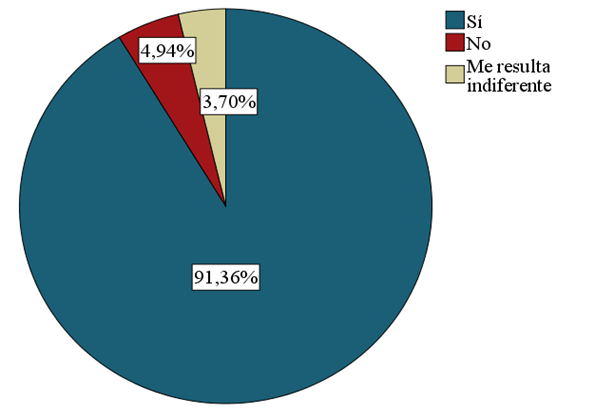 Sí
No
Me resulta
indiferente
4,94%
3,70%
91,36%